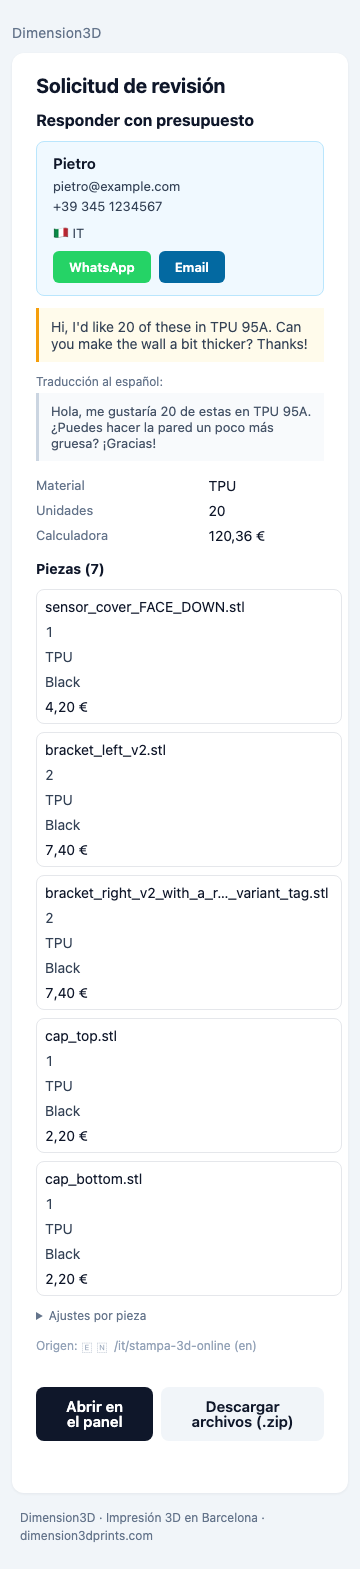 Dimension3D
Solicitud de revisión
Responder con presupuesto
Pietro
pietro@example.com
+39 345 1234567
🇮🇹 IT
WhatsApp
Email
Hi, I'd like 20 of these in TPU 95A. Can
you make the wall a bit thicker? Thanks!
Traducción al español:
Hola, me gustaría 20 de estas en TPU 95A.
¿Puedes hacer la pared un poco más
gruesa? ¡Gracias!
Material TPU
Unidades 20
Calculadora 120,36 €
Piezas (7)
sensor_cover_FACE_DOWN.stl
1
TPU
Black
4,20 €
bracket_left_v2.stl
2
TPU
Black
7,40 €
bracket_right_v2_with_a_r…_variant_tag.stl
2
TPU
Black
7,40 €
cap_top.stl
1
TPU
Black
2,20 €
cap_bottom.stl
1
TPU
Black
2,20 €
▶ Ajustes por pieza
Origen: 🇪 🇳 /it/stampa-3d-online (en)
Abrir en
el panel
Descargar
archivos (.zip)
Dimension3D · Impresión 3D en Barcelona ·
dimension3dprints.com